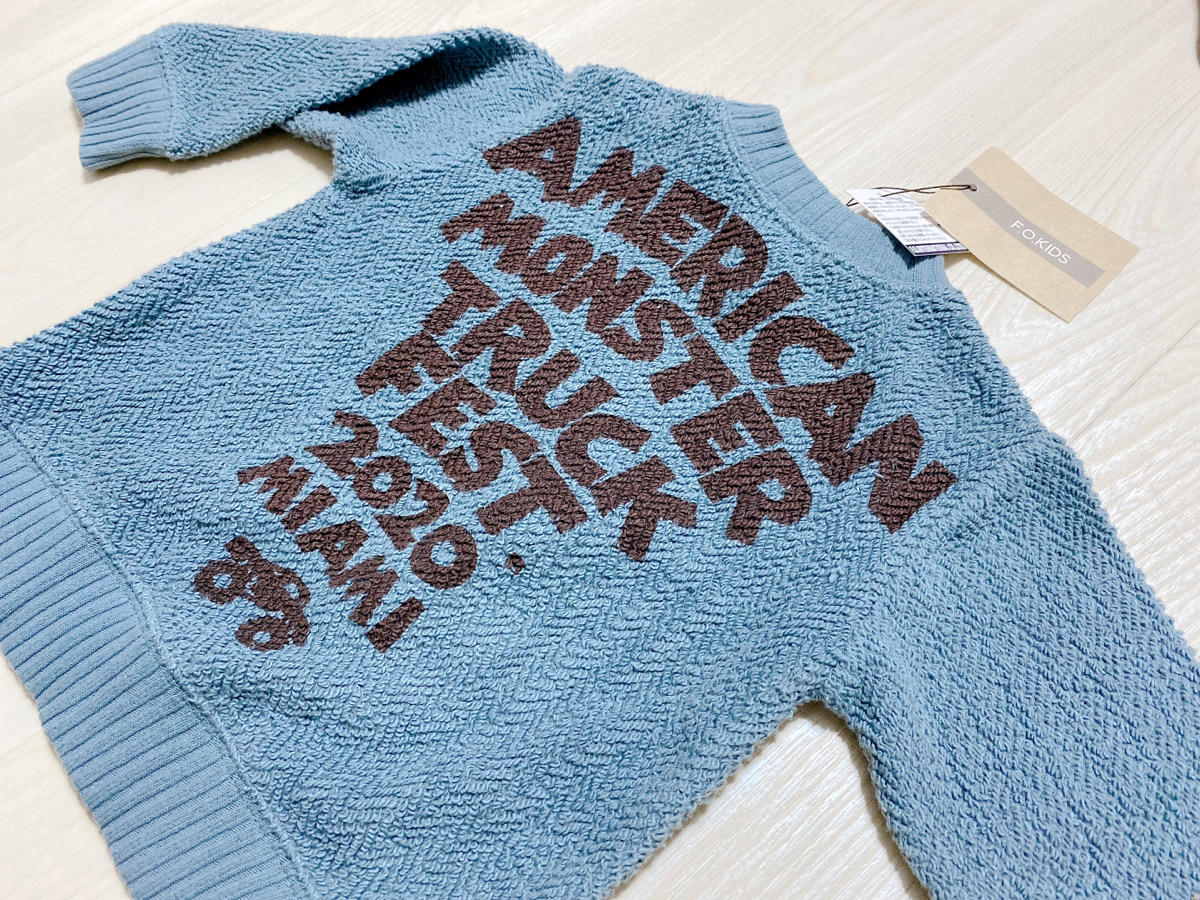 AMERICAN
MONSTER
TRUCK
FEST.
2020
MIAMI
F.O.KIDS